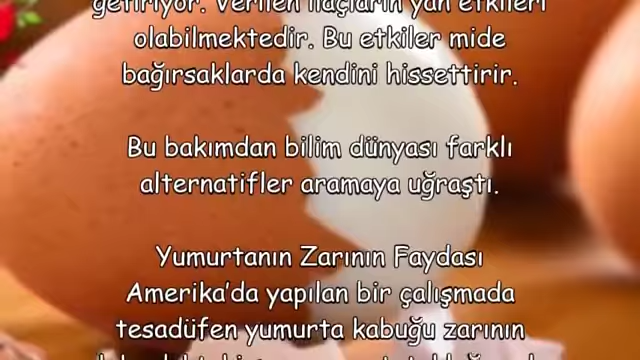 getiriyor. Verilen ilaçların yan etkileri
olabilmektedir. Bu etkiler mide
bağırsaklarda kendini hissettirir.
Bu bakımdan bilim dünyası farklı
alternatifler aramaya uğraştı.
Yumurtanın Zarının Faydası
Amerika’da yapılan bir çalışmada
tesadüfen yumurta kabuğu zarının